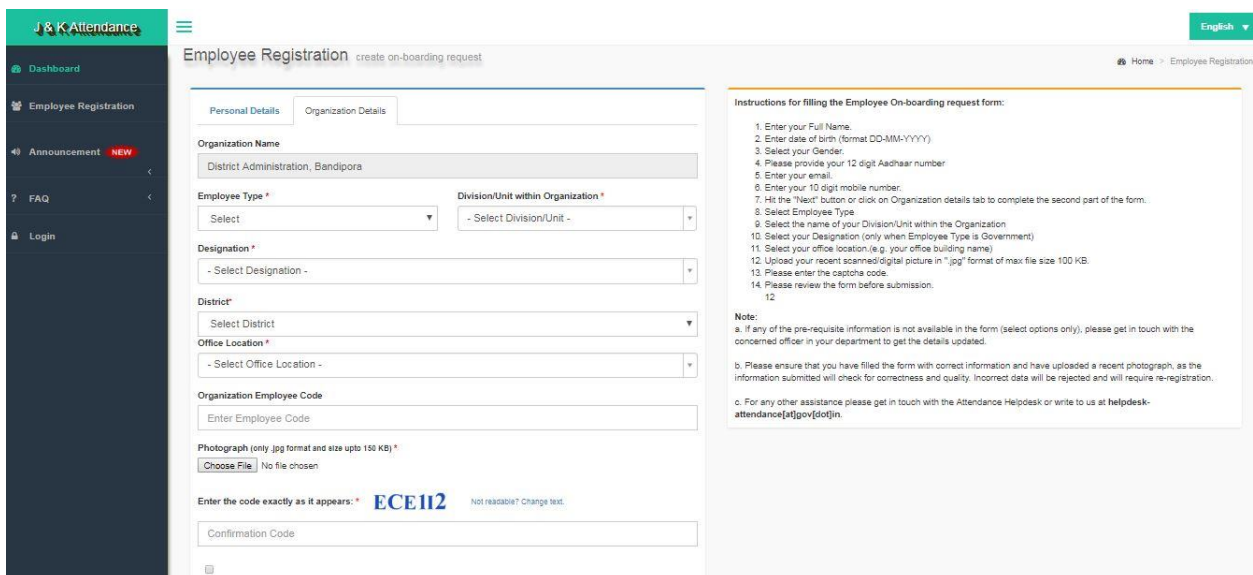 J & K Attendance
English
Dashboard
Employee Registration
Announcement NEW
FAQ
Login
Employee Registration create on-boarding request
Home > Employee Registration
Personal Details
Organization Details
Organization Name
District Administration, Bandipora
Employee Type *
Division/Unit within Organization *
Select
- Select Division/Unit -
Designation *
- Select Designation -
District*
Select District
Office Location *
- Select Office Location -
Organization Employee Code
Enter Employee Code
Photograph (only .jpg format and size upto 150 KB) *
Choose File No file chosen
Enter the code exactly as it appears: * ECE1I2 Not readable? Change text.
Confirmation Code
Instructions for filling the Employee On-boarding request form:
1. Enter your Full Name.
2. Enter date of birth (format DD-MM-YYYY)
3. Select your Gender.
4. Please provide your 12 digit Aadhaar number
5. Enter your email.
6. Enter your 10 digit mobile number.
7. Hit the "Next" button or click on Organization details tab to complete the second part of the form.
8. Select Employee Type
9. Select the name of your Division/Unit within the Organization
10. Select your Designation (only when Employee Type is Government)
11. Select your office location.(e.g. your office building name)
12. Upload your recent scanned/digital picture in ".jpg" format of max file size 100 KB.
13. Please enter the captcha code.
14. Please review the form before submission.
12
Note:
a. If any of the pre-requisite information is not available in the form (select options only), please get in touch with the
concerned officer in your department to get the details updated.
b. Please ensure that you have filled the form with correct information and have uploaded a recent photograph, as the
information submitted will check for correctness and quality. Incorrect data will be rejected and will require re-registration.
c. For any other assistance please get in touch with the Attendance Helpdesk or write to us at helpdesk-
attendance[at]gov[dot]in.